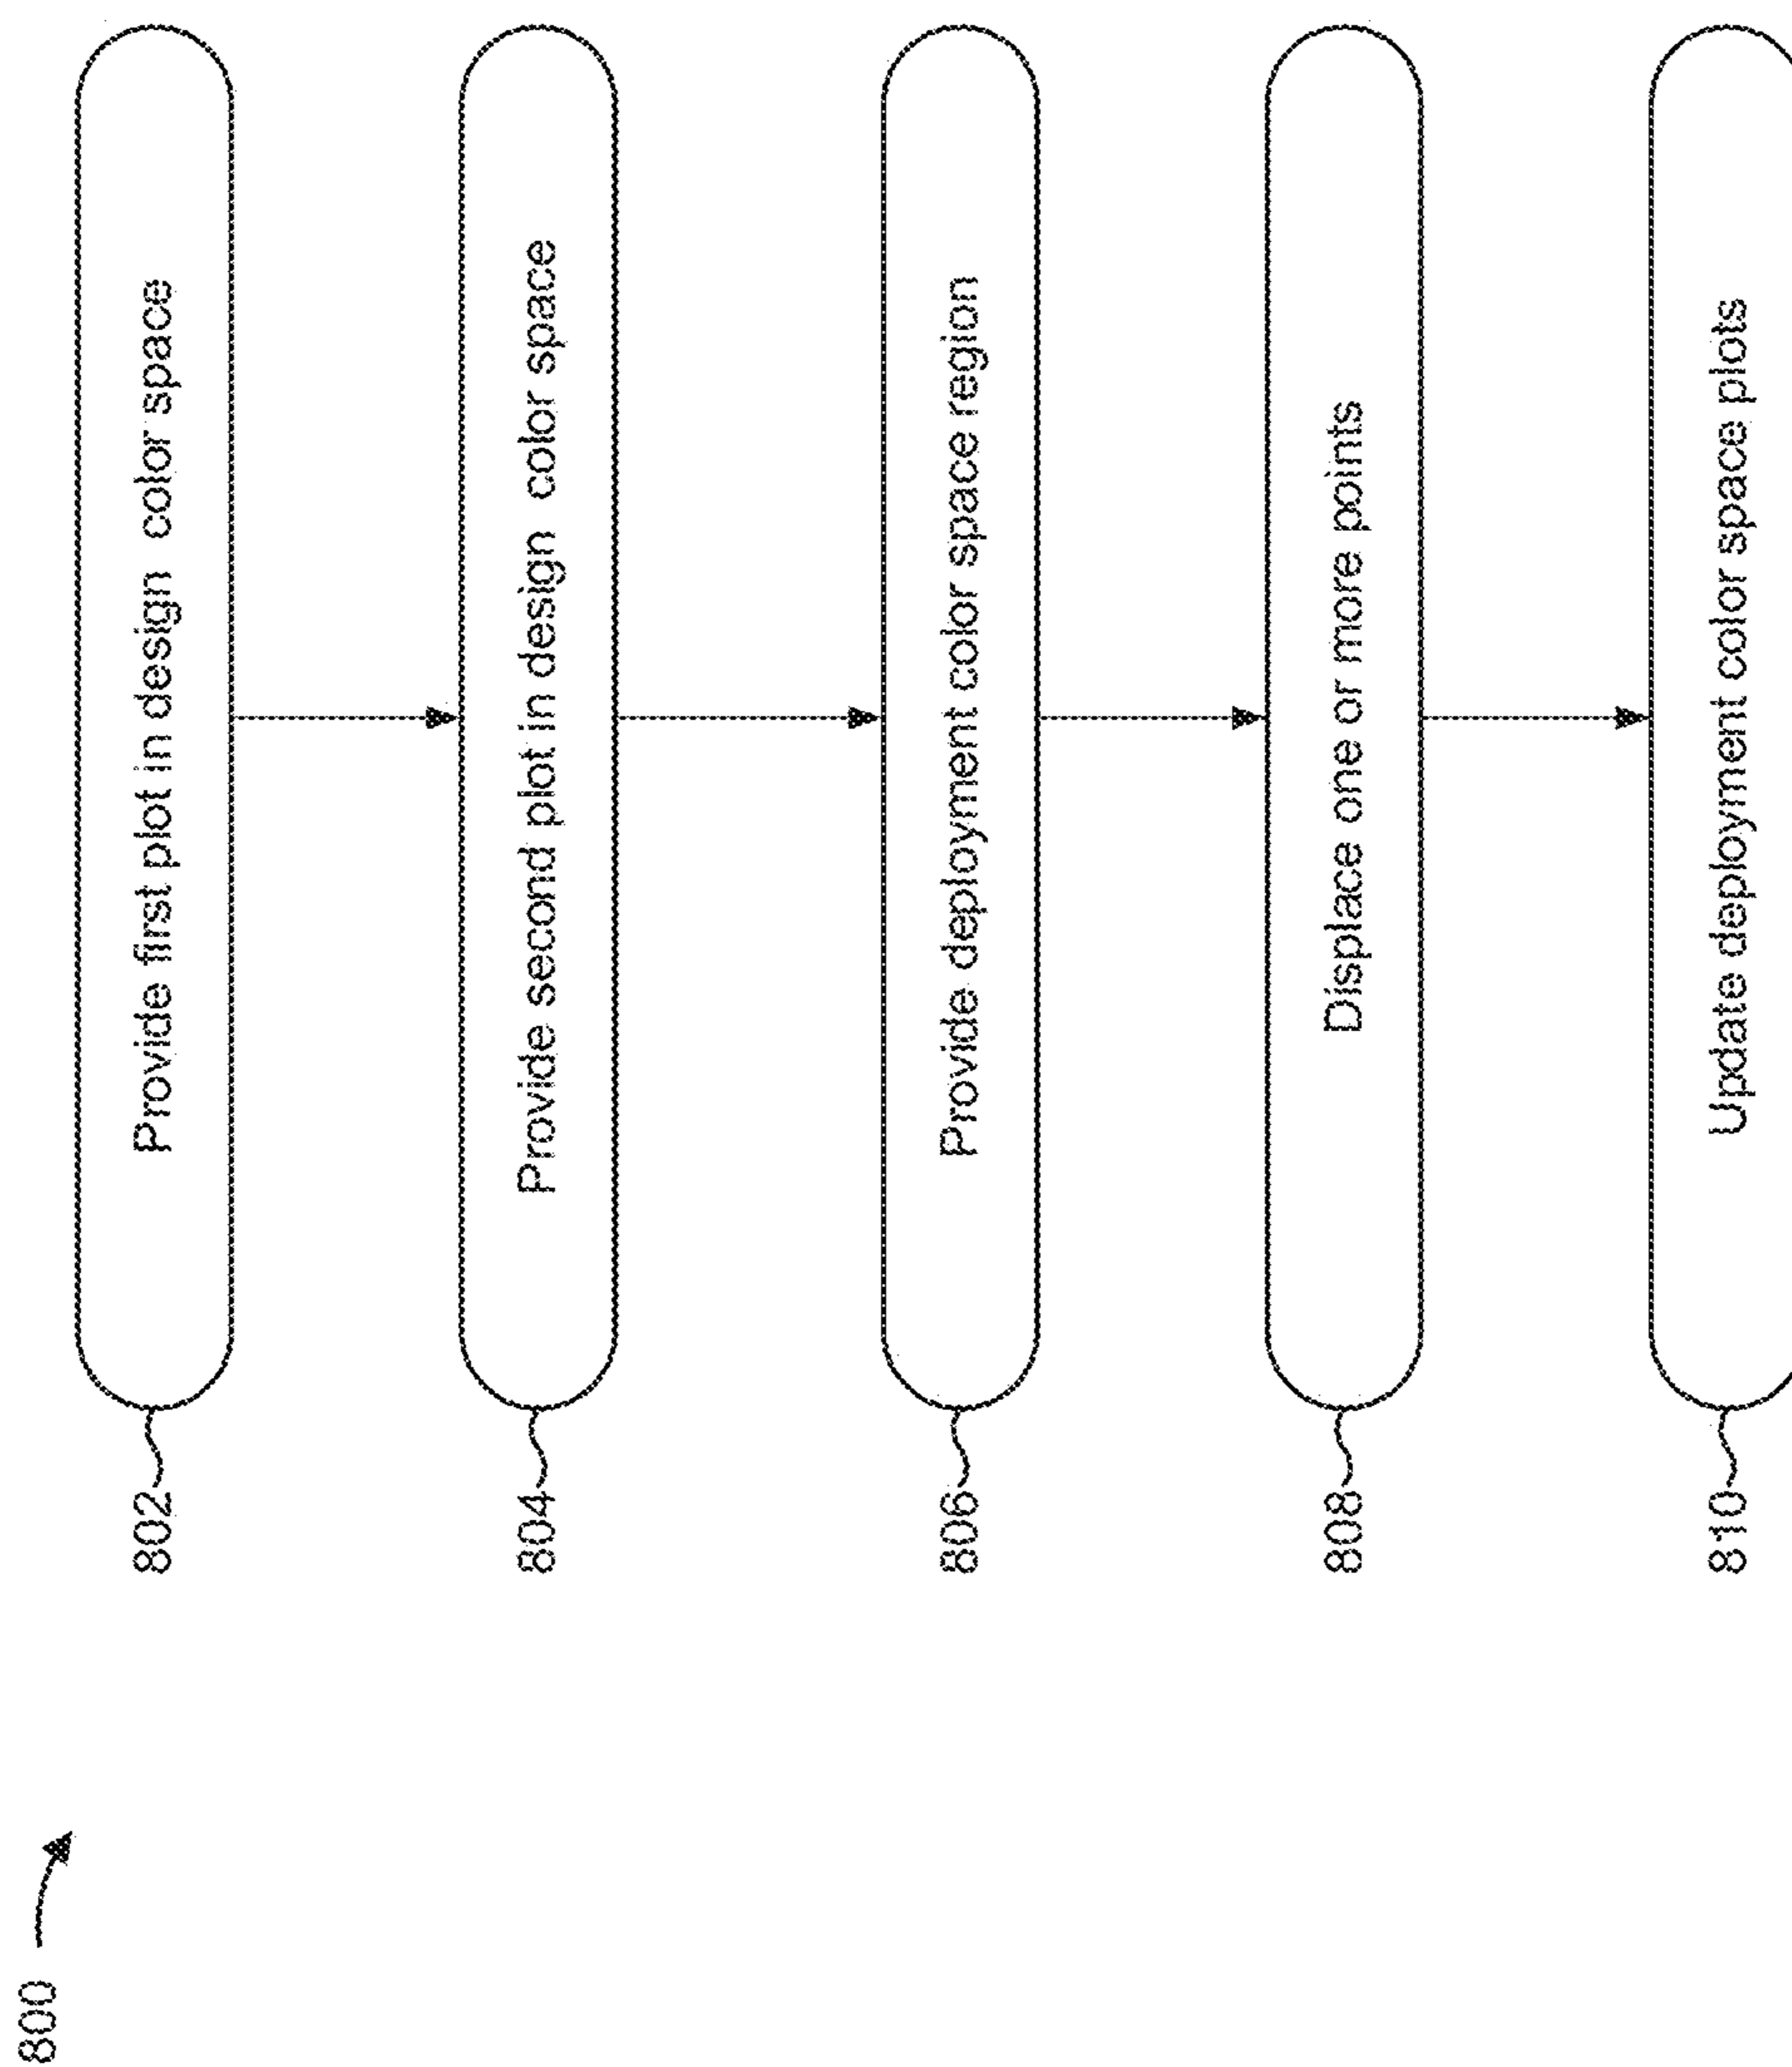 800
802
Provide first plot in design color space
804
Provide second plot in design color space
806
Provide deployment color space region
808
Displace one or more points
810
Update deployment color space plots